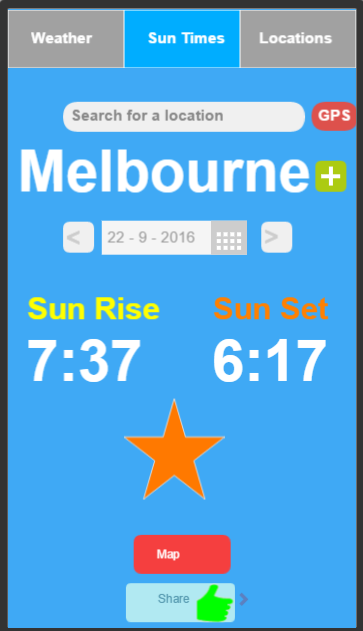 Weather Sun Times Locations
Search for a location GPS
Melbourne +
< 22 - 9 - 2016 >
Sun Rise Sun Set
7:37 6:17
Map
Share